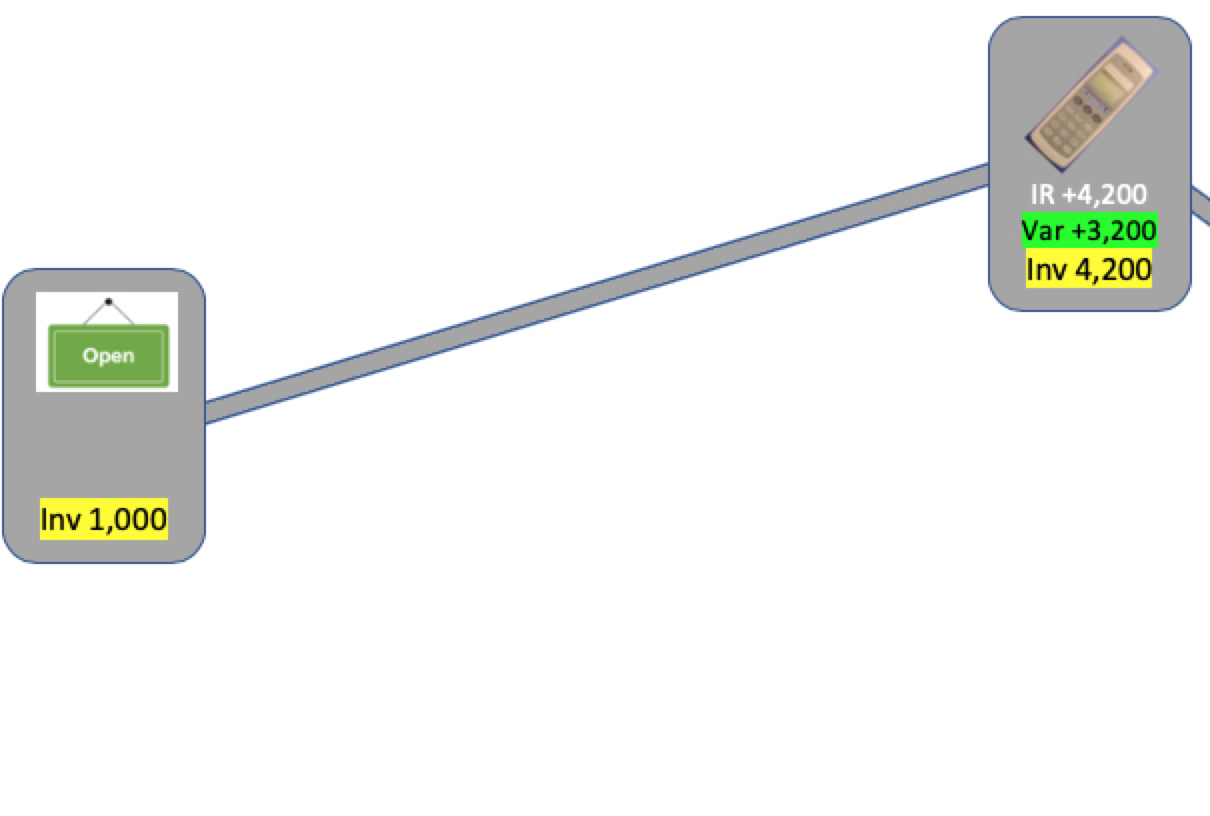 Open
Inv 1,000
IR +4,200
Var +3,200
Inv 4,200